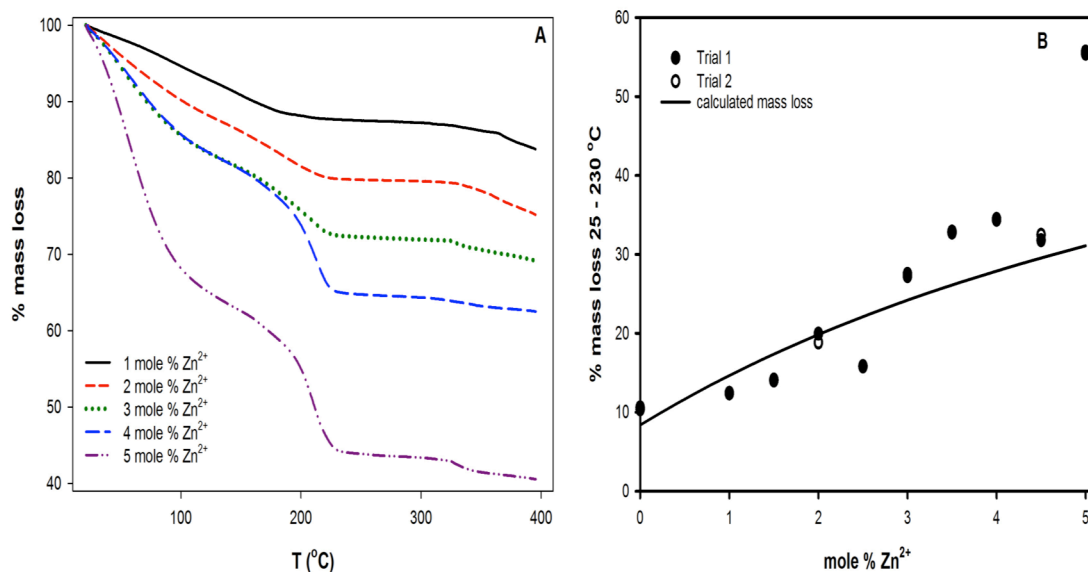 A
% mass loss
100
90
80
70
60
50
40
1 mole % Zn²⁺
2 mole % Zn²⁺
3 mole % Zn²⁺
4 mole % Zn²⁺
5 mole % Zn²⁺
100
200
300
400
T (°C)
B
% mass loss 25 - 230 °C
60
50
40
30
20
10
0
Trial 1
Trial 2
calculated mass loss
0
1
2
3
4
5
mole % Zn²⁺